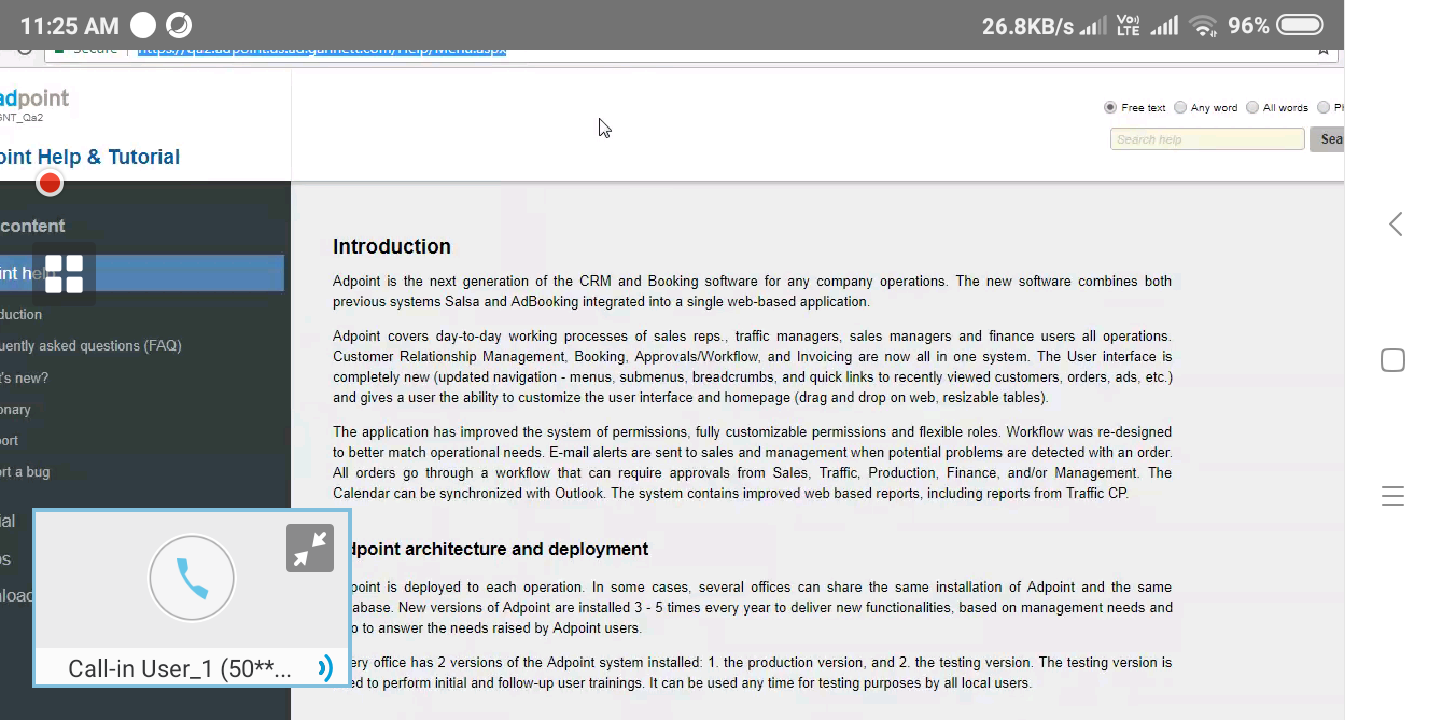 11:25 AM
26.8KB/s Vo) LTE 96%
Secure
adpoint
GNT_Qa2
Free text Any word All words
Search help Sea
oint Help & Tutorial
content
int help
duction
uently asked questions (FAQ)
t's new?
onary
port
rt a bug
ial
os
nload
Introduction
Adpoint is the next generation of the CRM and Booking software for any company operations. The new software combines both
previous systems Salsa and AdBooking integrated into a single web-based application.
Adpoint covers day-to-day working processes of sales reps., traffic managers, sales managers and finance users all operations.
Customer Relationship Management, Booking, Approvals/Workflow, and Invoicing are now all in one system. The User interface is
completely new (updated navigation - menus, submenus, breadcrumbs, and quick links to recently viewed customers, orders, ads, etc.)
and gives a user the ability to customize the user interface and homepage (drag and drop on web, resizable tables).
The application has improved the system of permissions, fully customizable permissions and flexible roles. Workflow was re-designed
to better match operational needs. E-mail alerts are sent to sales and management when potential problems are detected with an order.
All orders go through a workflow that can require approvals from Sales, Traffic, Production, Finance, and/or Management. The
Calendar can be synchronized with Outlook. The system contains improved web based reports, including reports from Traffic CP.
dpoint architecture and deployment
point is deployed to each operation. In some cases, several offices can share the same installation of Adpoint and the same
abase. New versions of Adpoint are installed 3 - 5 times every year to deliver new functionalities, based on management needs and
o to answer the needs raised by Adpoint users.
ery office has 2 versions of the Adpoint system installed: 1. the production version, and 2. the testing version. The testing version is
ed to perform initial and follow-up user trainings. It can be used any time for testing purposes by all local users.
Call-in User_1 (50**...